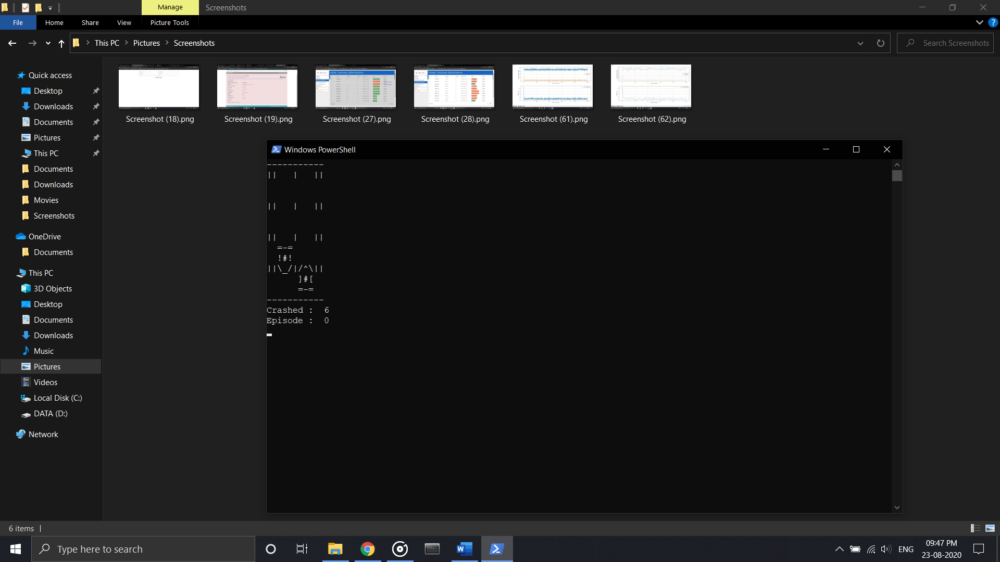 Manage
Screenshots
File
Home
Share
View
Picture Tools
This PC
Pictures
Screenshots
Search Screenshots
Quick access
Desktop
Downloads
Documents
Pictures
This PC
Documents
Downloads
Movies
Screenshots
OneDrive
Documents
This PC
3D Objects
Desktop
Documents
Downloads
Music
Pictures
Videos
Local Disk (C:)
DATA (D:)
Network
Screenshot (18).png
Screenshot (19).png
Screenshot (27).png
Screenshot (28).png
Screenshot (61).png
Screenshot (62).png
Windows PowerShell
-----------
||   |   ||
||   |   ||
||   |   ||
=-=
!#!
||\_/|/^\||
]#[
=-=
-----------
Crashed :  6
Episode :  0
6 items
Type here to search
ENG
09:47 PM
23-08-2020